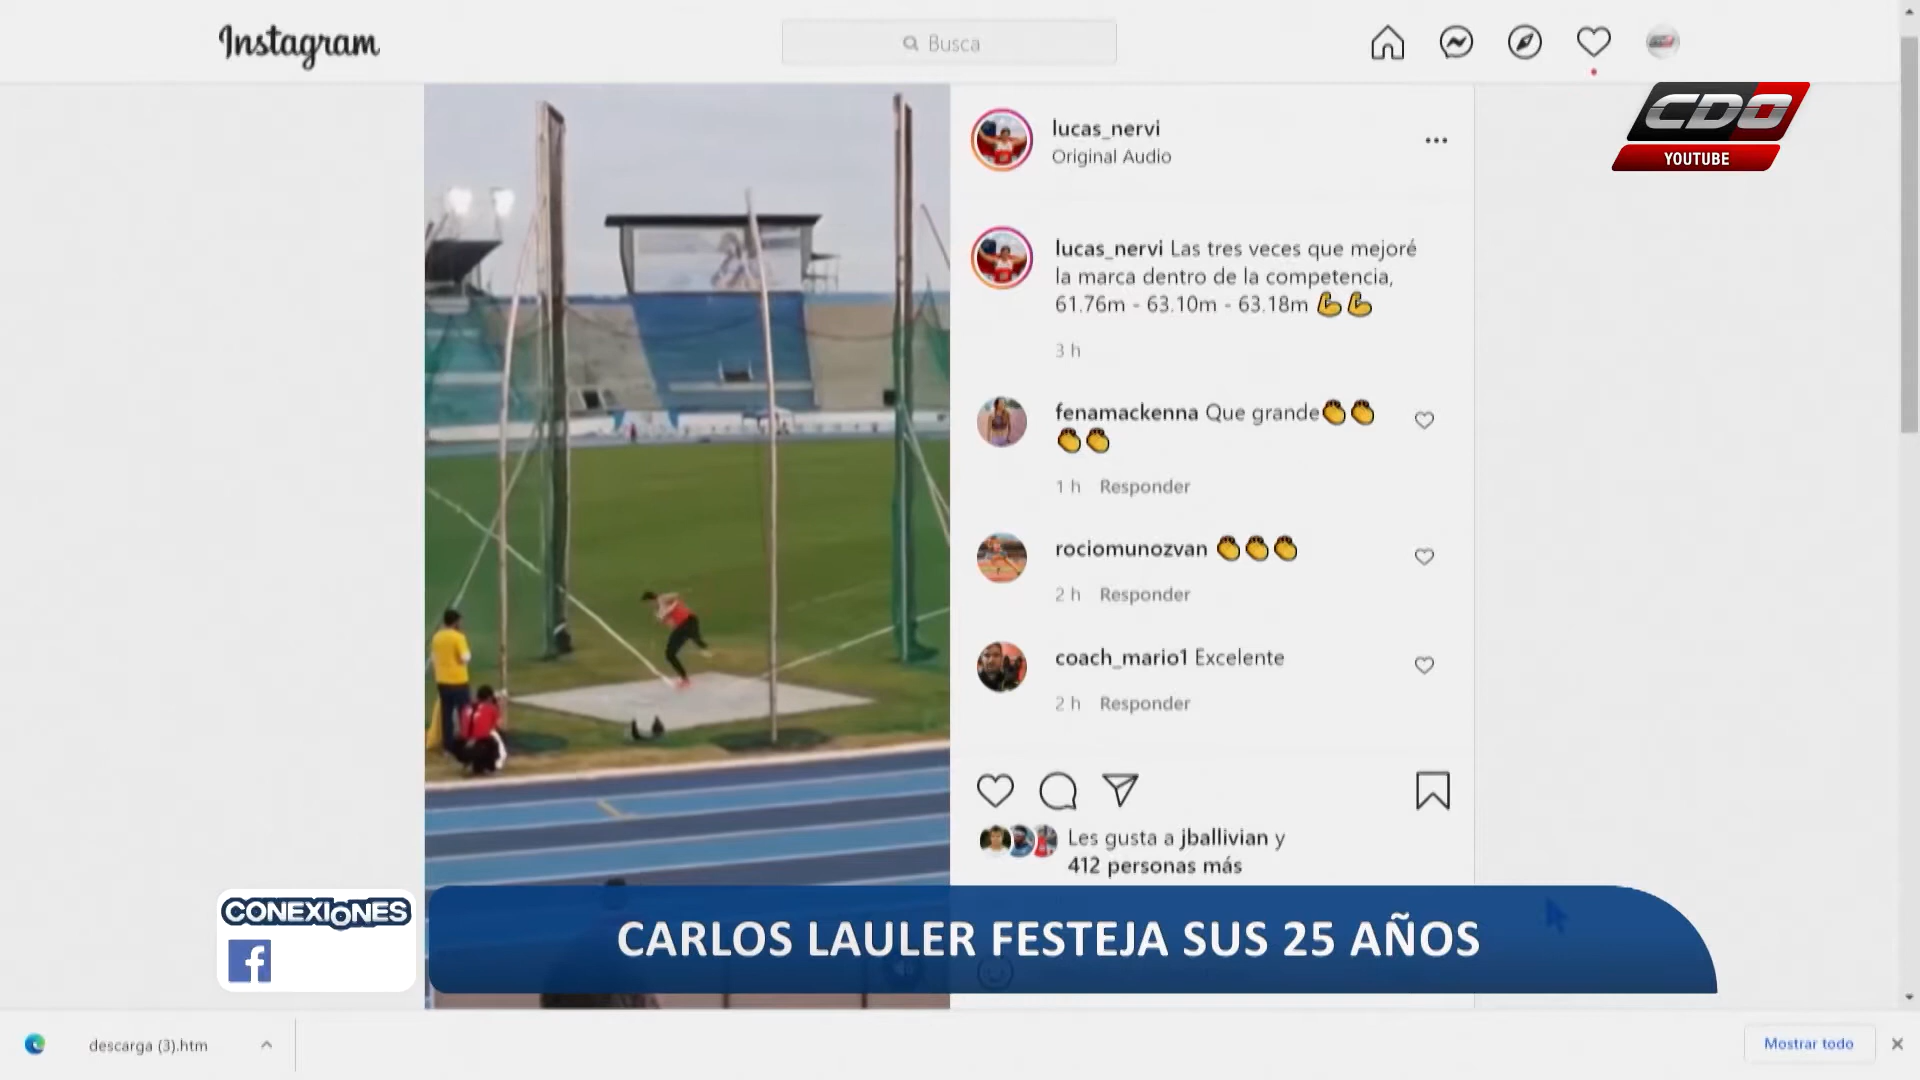 Instagram
Busca
CDO
YOUTUBE
lucas_nervi
Original Audio
lucas_nervi Las tres veces que mejoré
la marca dentro de la competencia,
61.76m - 63.10m - 63.18m 💪💪
3 h
fenamackenna Que grande👏👏
👏👏
1 h Responder
rociomunozvan 👏👏👏
2 h Responder
coach_mario1 Excelente
2 h Responder
Les gusta a jballivian y
412 personas más
CONEXIONES
f
CARLOS LAULER FESTEJA SUS 25 AÑOS
descarga (3).htm
Mostrar todo